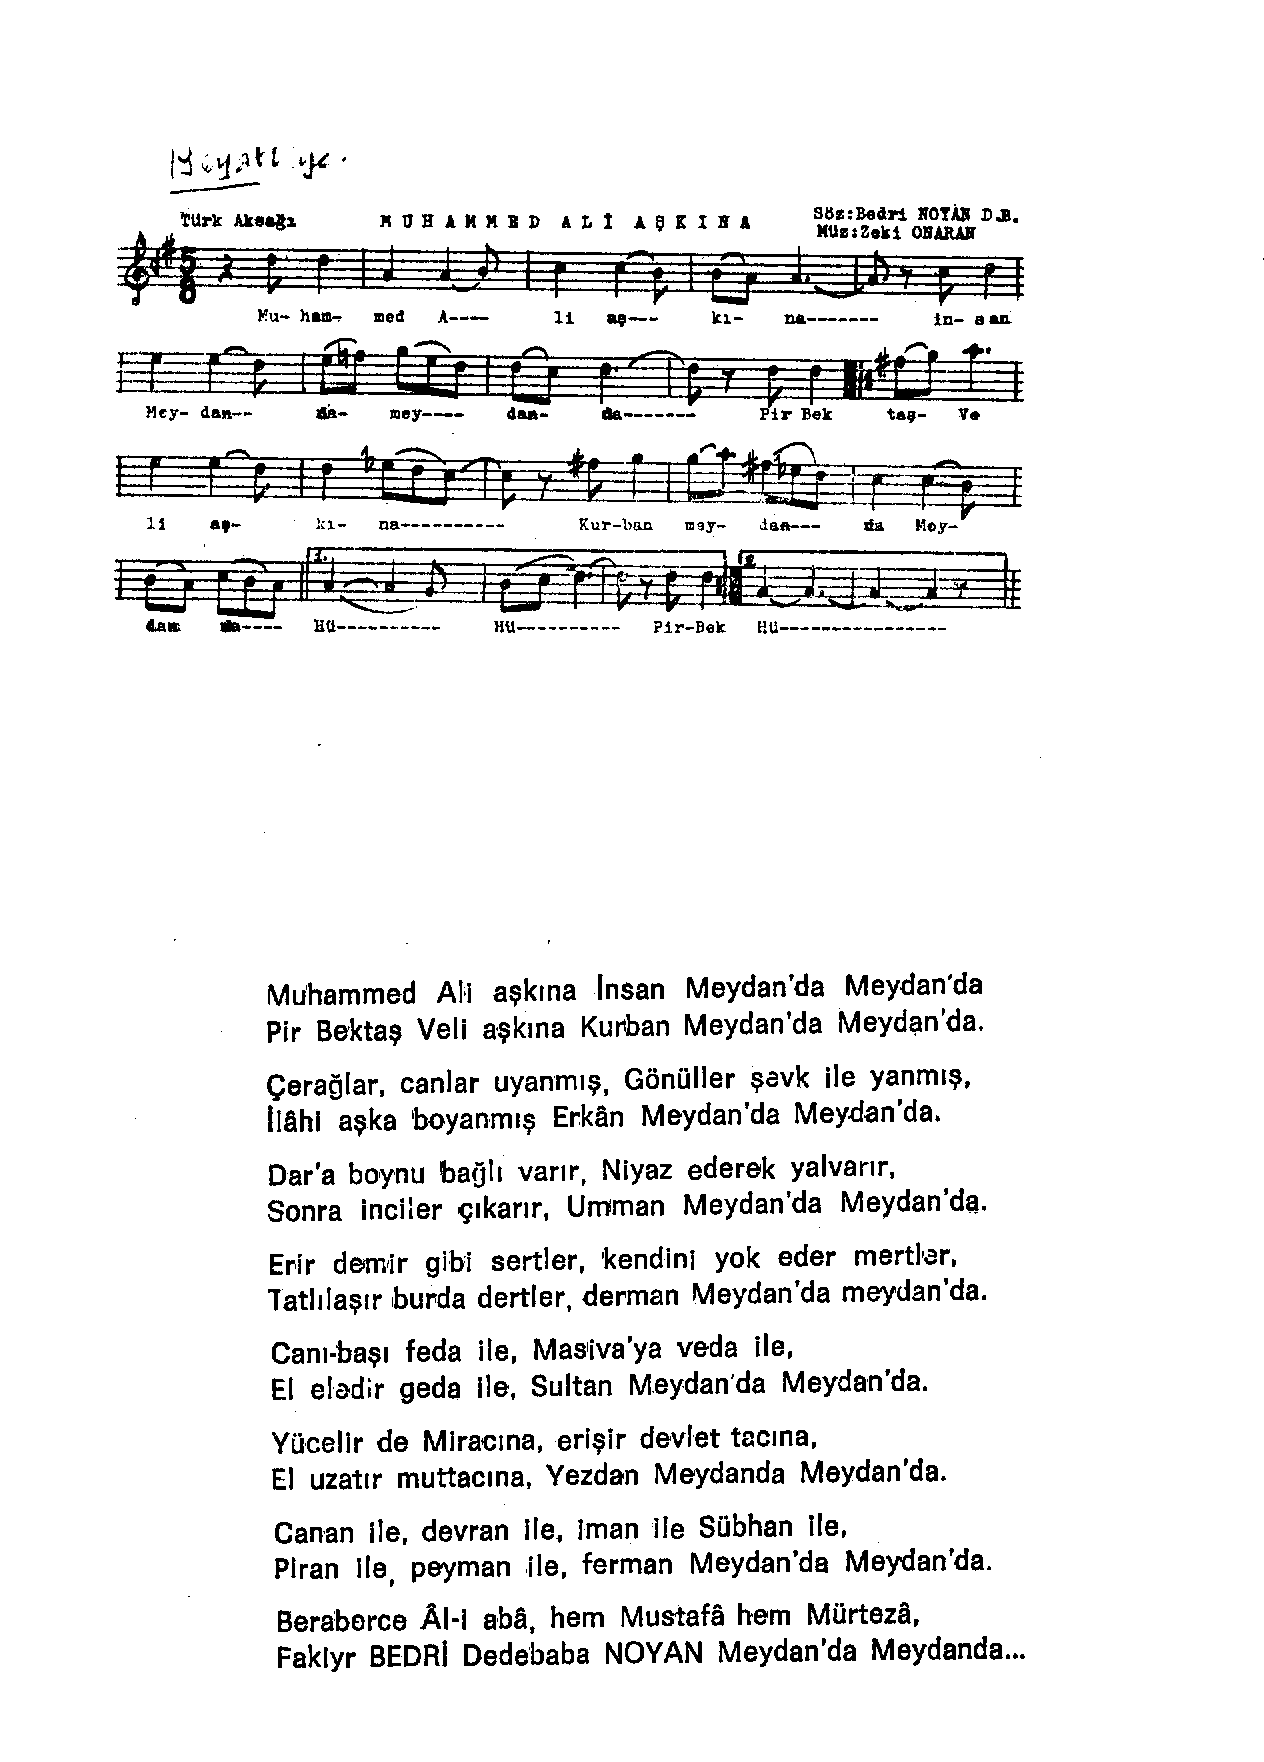 Türk Aksağı
MUHAMMED ALİ AŞKINA
Söz:Bedri NOYAN D.B.
Müz:Zeki ONARAN
Mu- ham- med A---- li aş--- kı- na------- in- san
Mey- dan-- da- mey---- dan- da------- Pir Bek taş- Ve
li aş- kı- na---------- Kur-ban mey- dan--- da Mey-
1. 2
dan da---- Hü---------- Hü---------- Pir-Bek Hü----------------
Muhammed Ali aşkına İnsan Meydan'da Meydan'da
Pir Bektaş Veli aşkına Kurban Meydan'da Meydan'da.
Çerağlar, canlar uyanmış, Gönüller şevk ile yanmış,
İlâhi aşka boyanmış Erkân Meydan'da Meydan'da.
Dar'a boynu bağlı varır, Niyaz ederek yalvarır,
Sonra inciler çıkarır, Umman Meydan'da Meydan'da.
Erir demir gibi sertler, kendini yok eder mertler,
Tatlılaşır burda dertler, derman Meydan'da meydan'da.
Canı-başı feda ile, Masiva'ya veda ile,
El eledir geda ile, Sultan Meydan'da Meydan'da.
Yücelir de Miracına, erişir devlet tacına,
El uzatır muttacına, Yezdan Meydanda Meydan'da.
Canan ile, devran ile, iman ile Sübhan ile,
Piran ile, peyman ile, ferman Meydan'da Meydan'da.
Beraberce Âl-i abâ, hem Mustafâ hem Mürtezâ,
Fakiyr BEDRİ Dedebaba NOYAN Meydan'da Meydanda...